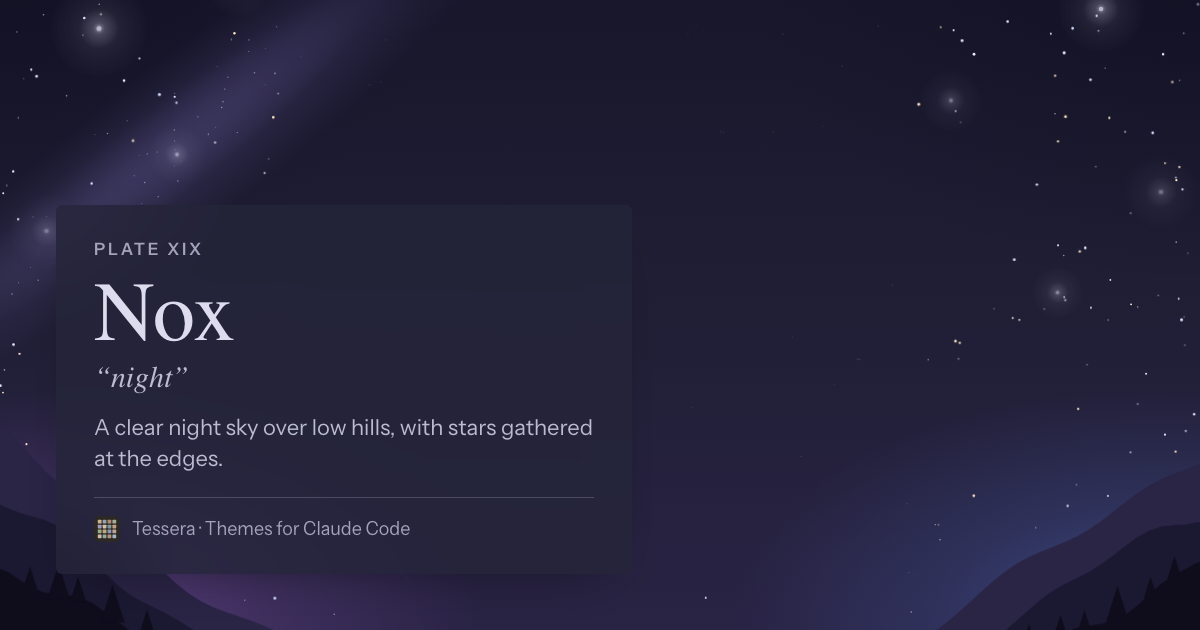 PLATE XIX
Nox
“night”
A clear night sky over low hills, with stars gathered
at the edges.
Tessera · Themes for Claude Code